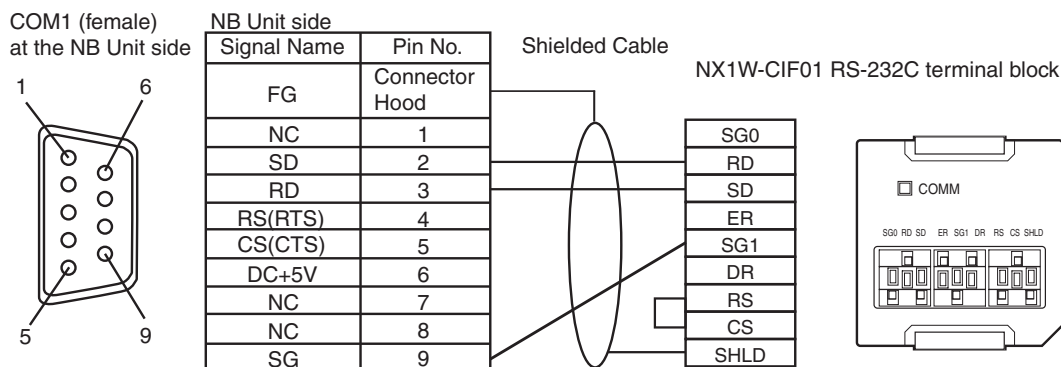 COM1 (female)
at the NB Unit side
1
6
5
9
NB Unit side
Signal Name Pin No.
FG Connector Hood
NC 1
SD 2
RD 3
RS(RTS) 4
CS(CTS) 5
DC+5V 6
NC 7
NC 8
SG 9
Shielded Cable
NX1W-CIF01 RS-232C terminal block
SG0
RD
SD
ER
SG1
DR
RS
CS
SHLD
COMM
SG0 RD SD ER SG1 DR RS CS SHLD